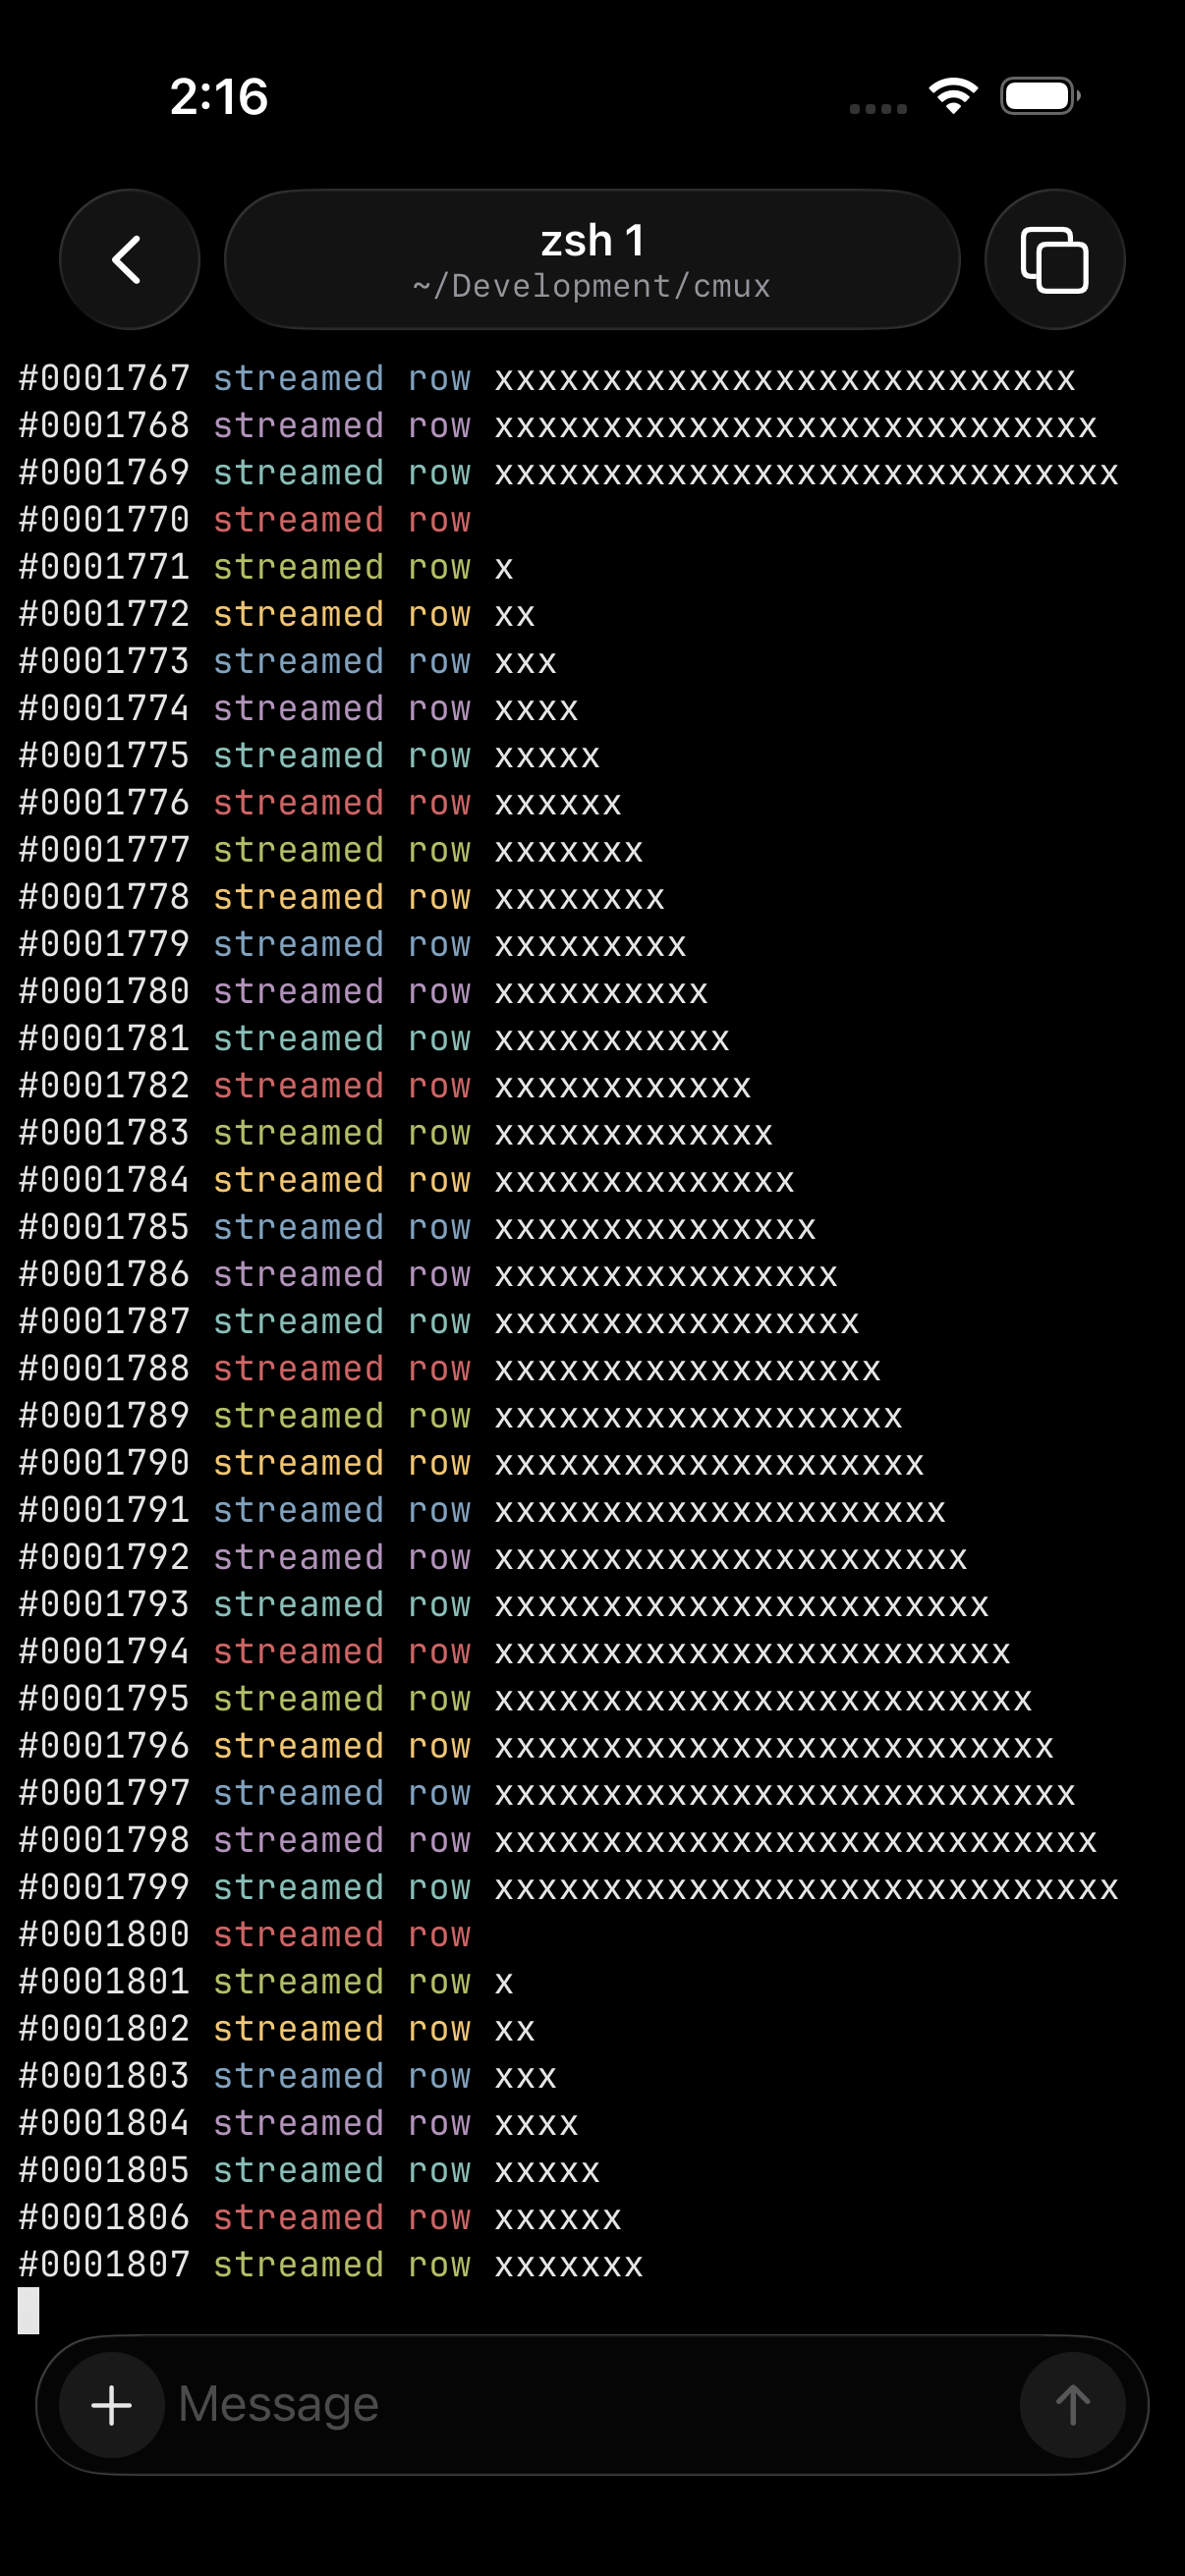 2:16
zsh 1
~/Development/cmux
#0001767 streamed row xxxxxxxxxxxxxxxxxxxxxxxxxxx
#0001768 streamed row xxxxxxxxxxxxxxxxxxxxxxxxxxxx
#0001769 streamed row xxxxxxxxxxxxxxxxxxxxxxxxxxxxx
#0001770 streamed row
#0001771 streamed row x
#0001772 streamed row xx
#0001773 streamed row xxx
#0001774 streamed row xxxx
#0001775 streamed row xxxxx
#0001776 streamed row xxxxxx
#0001777 streamed row xxxxxxx
#0001778 streamed row xxxxxxxx
#0001779 streamed row xxxxxxxxx
#0001780 streamed row xxxxxxxxxx
#0001781 streamed row xxxxxxxxxxx
#0001782 streamed row xxxxxxxxxxxx
#0001783 streamed row xxxxxxxxxxxxx
#0001784 streamed row xxxxxxxxxxxxxx
#0001785 streamed row xxxxxxxxxxxxxxx
#0001786 streamed row xxxxxxxxxxxxxxxx
#0001787 streamed row xxxxxxxxxxxxxxxxx
#0001788 streamed row xxxxxxxxxxxxxxxxxx
#0001789 streamed row xxxxxxxxxxxxxxxxxxx
#0001790 streamed row xxxxxxxxxxxxxxxxxxxx
#0001791 streamed row xxxxxxxxxxxxxxxxxxxxx
#0001792 streamed row xxxxxxxxxxxxxxxxxxxxxx
#0001793 streamed row xxxxxxxxxxxxxxxxxxxxxxx
#0001794 streamed row xxxxxxxxxxxxxxxxxxxxxxxx
#0001795 streamed row xxxxxxxxxxxxxxxxxxxxxxxxx
#0001796 streamed row xxxxxxxxxxxxxxxxxxxxxxxxxx
#0001797 streamed row xxxxxxxxxxxxxxxxxxxxxxxxxxx
#0001798 streamed row xxxxxxxxxxxxxxxxxxxxxxxxxxxx
#0001799 streamed row xxxxxxxxxxxxxxxxxxxxxxxxxxxxx
#0001800 streamed row
#0001801 streamed row x
#0001802 streamed row xx
#0001803 streamed row xxx
#0001804 streamed row xxxx
#0001805 streamed row xxxxx
#0001806 streamed row xxxxxx
#0001807 streamed row xxxxxxx
Message